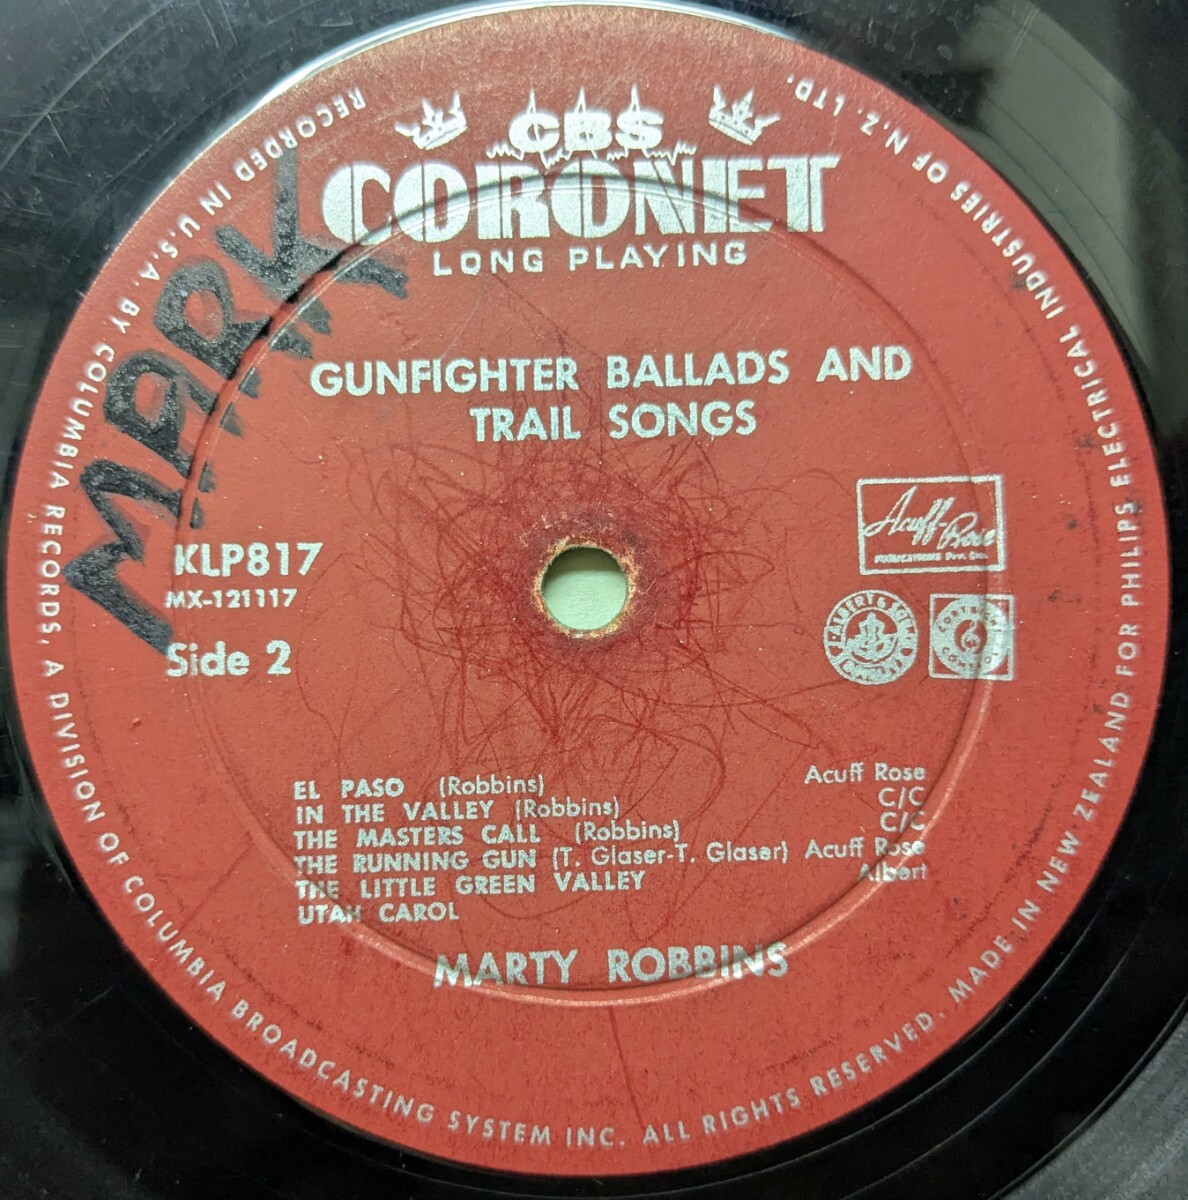 CBS
CORONET
LONG PLAYING
GUNFIGHTER BALLADS AND
TRAIL SONGS
MARK
KLP817
MX-121117
Side 2
Acuff-Rose
EL PASO (Robbins) Acuff Rose
IN THE VALLEY (Robbins) C/C
THE MASTERS CALL (Robbins) C/C
THE RUNNING GUN (T. Glaser-T. Glaser) Acuff Rose
THE LITTLE GREEN VALLEY Albert
UTAH CAROL
MARTY ROBBINS
RECORDED IN U.S.A. BY COLUMBIA RECORDS, A DIVISION OF COLUMBIA BROADCASTING SYSTEM INC. ALL RIGHTS RESERVED. MADE IN NEW ZEALAND FOR PHILIPS ELECTRICAL INDUSTRIES OF N.Z. LTD.